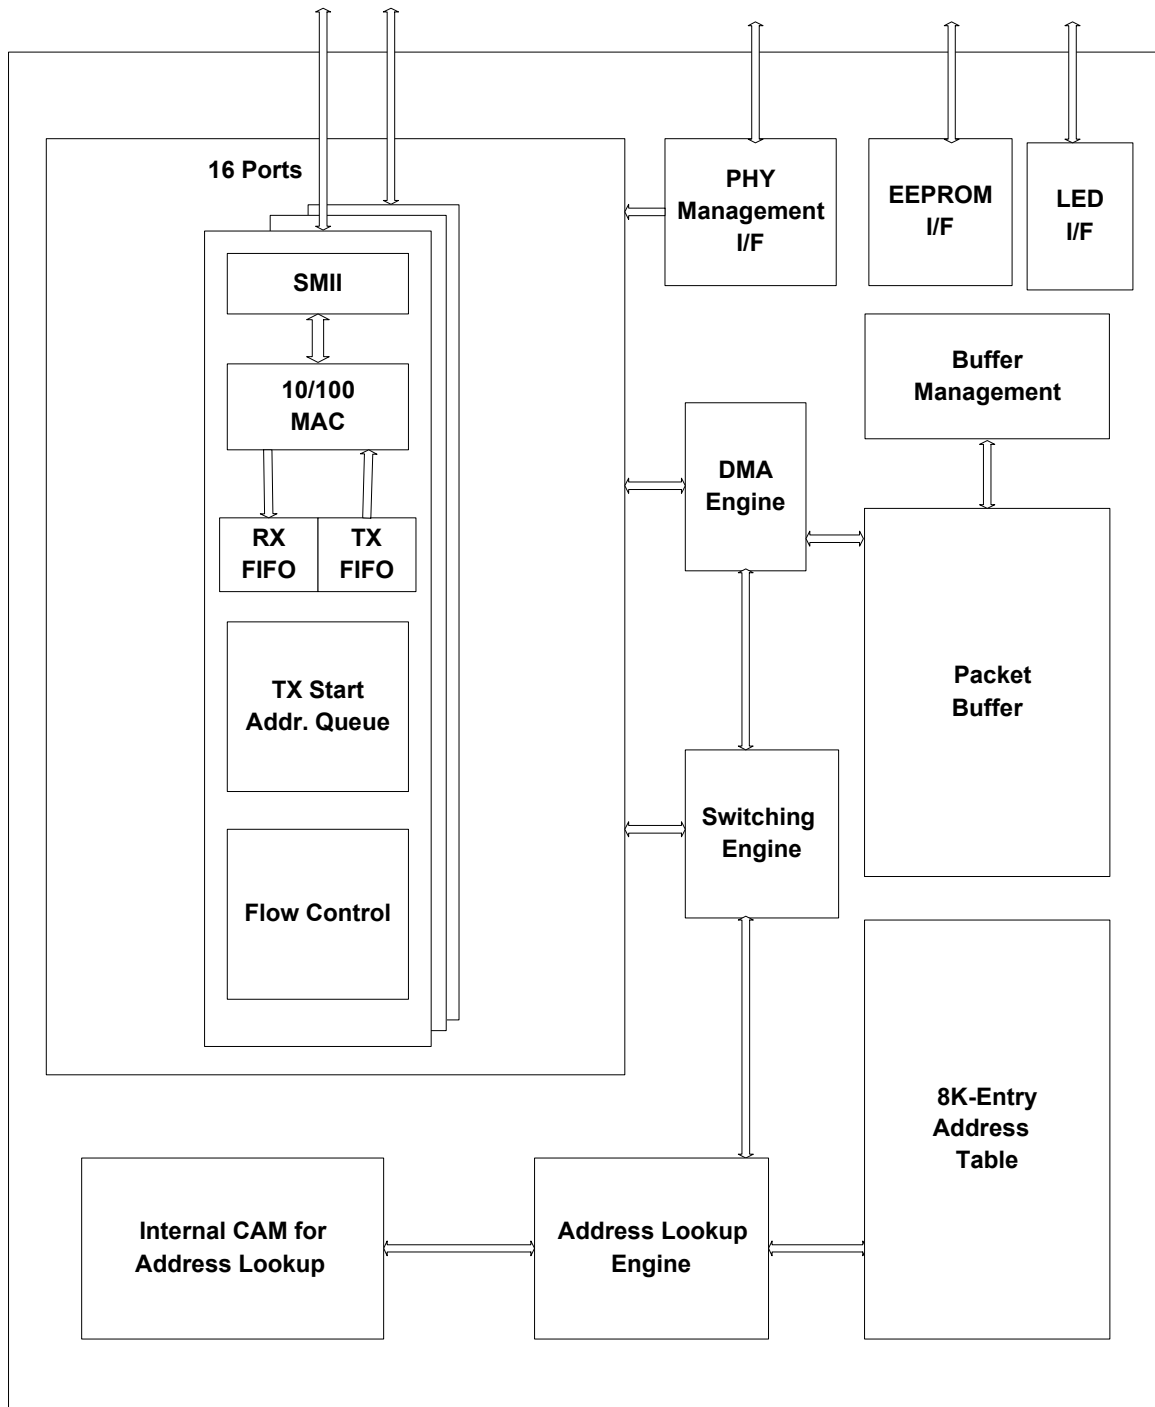 16 Ports
SMII
10/100
MAC
RX
FIFO
TX
FIFO
TX Start
Addr. Queue
Flow Control
PHY
Management
I/F
EEPROM
I/F
LED
I/F
Buffer
Management
DMA
Engine
Packet
Buffer
Switching
Engine
8K-Entry
Address
Table
Internal CAM for
Address Lookup
Address Lookup
Engine